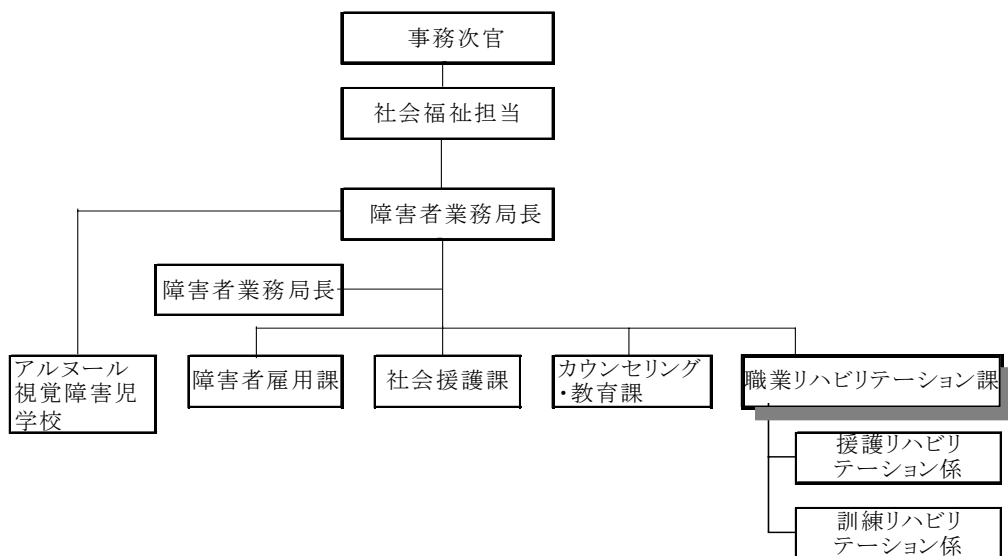 事務次官
社会福祉担当
障害者業務局長
障害者業務局長
アルヌール
視覚障害児
学校
障害者雇用課
社会援護課
カウンセリング
・教育課
職業リハビリテーション課
援護リハビリ
テーション係
訓練リハビリ
テーション係